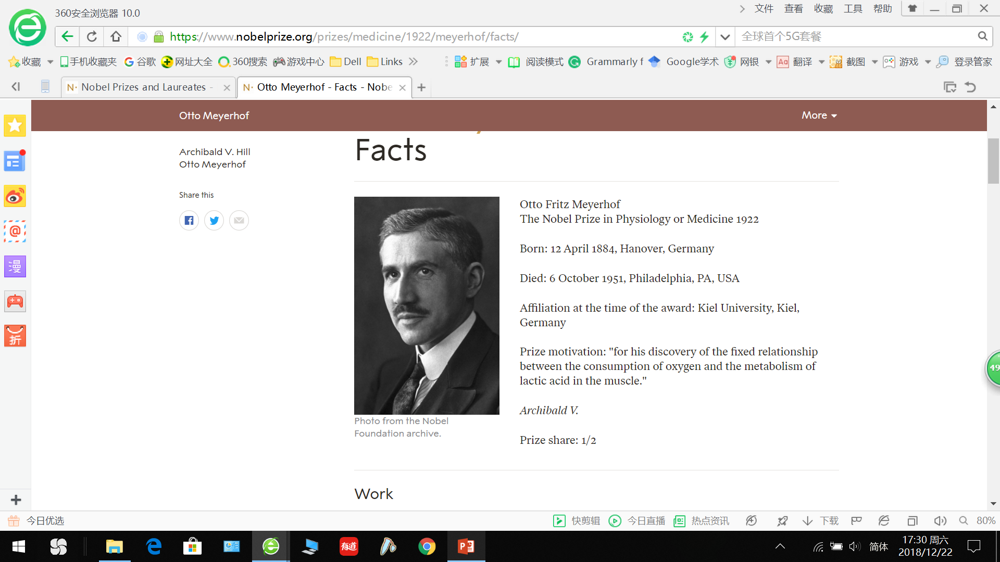 360安全浏览器 10.0
文件 查看 收藏 工具 帮助
https://www.nobelprize.org/prizes/medicine/1922/meyerhof/facts/
全球首个5G套餐
收藏 手机收藏夹 谷歌 网址大全 360搜索 游戏中心 Dell Links 扩展 阅读模式 Grammarly f Google学术 网银 Aa 翻译 截图 游戏 登录管家
N· Nobel Prizes and Laureates - N· Otto Meyerhof - Facts - Nobe
Otto Meyerhof
More
Archibald V. Hill
Otto Meyerhof
Share this
Facts
Otto Fritz Meyerhof
The Nobel Prize in Physiology or Medicine 1922
Born: 12 April 1884, Hanover, Germany
Died: 6 October 1951, Philadelphia, PA, USA
Affiliation at the time of the award: Kiel University, Kiel,
Germany
Prize motivation: "for his discovery of the fixed relationship
between the consumption of oxygen and the metabolism of
lactic acid in the muscle."
Archibald V.
Prize share: 1/2
Photo from the Nobel
Foundation archive.
Work
漫
折
49
今日优选
快剪辑 今日直播 热点资讯 下载 80%
有道
简体
17:30 周六
2018/12/22